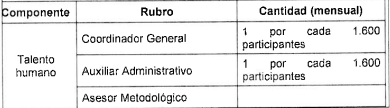 Componente Rubro Cantidad (mensual)
Coordinador General 1 por cada 1.600
participantes
Talento
humano
Auxiliar Administrativo 1 por cada 1.600
participantes
Asesor Metodológico